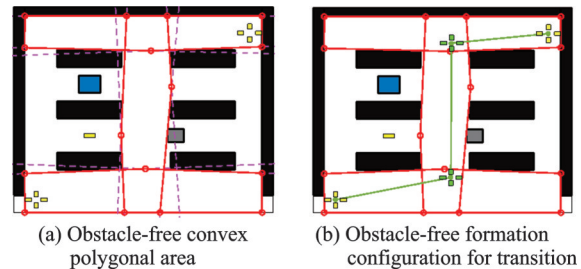 (a) Obstacle-free convex
polygonal area
(b) Obstacle-free formation
configuration for transition